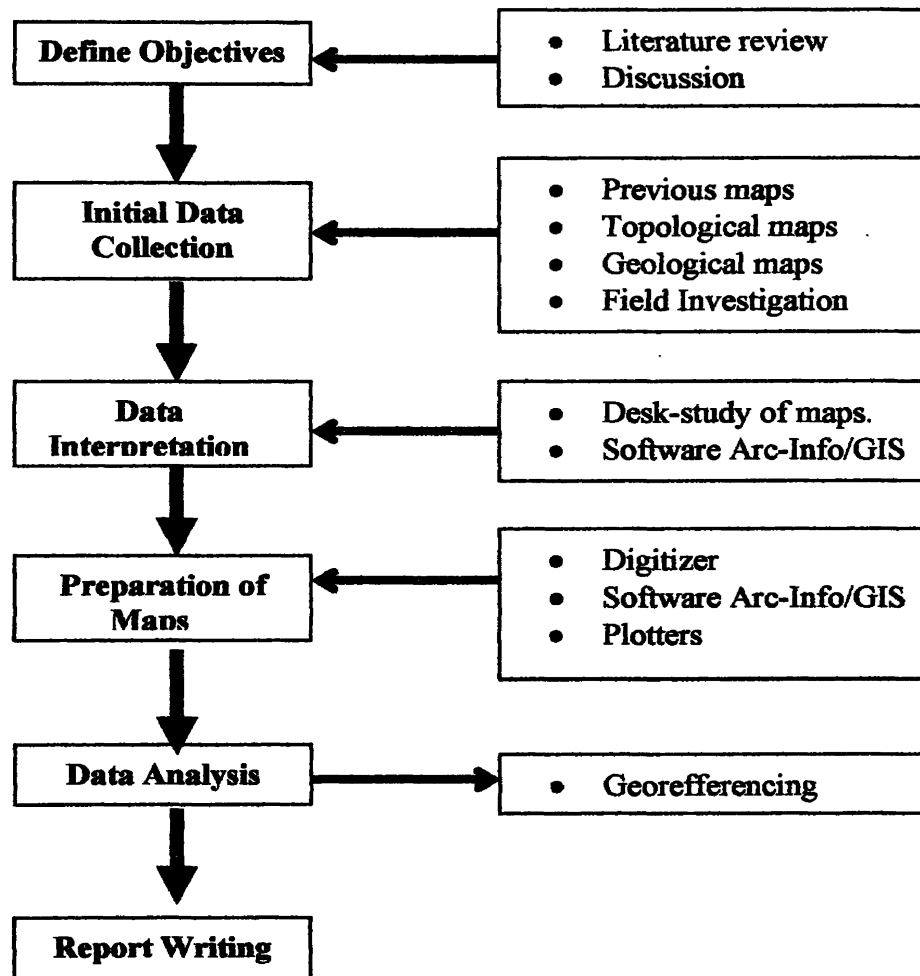 Define Objectives
• Literature review
• Discussion
Initial Data
Collection
• Previous maps
• Topological maps
• Geological maps
• Field Investigation
Data
Interpretation
• Desk-study of maps.
• Software Arc-Info/GIS
Preparation of
Maps
• Digitizer
• Software Arc-Info/GIS
• Plotters
Data Analysis
• Georefferencing
Report Writing